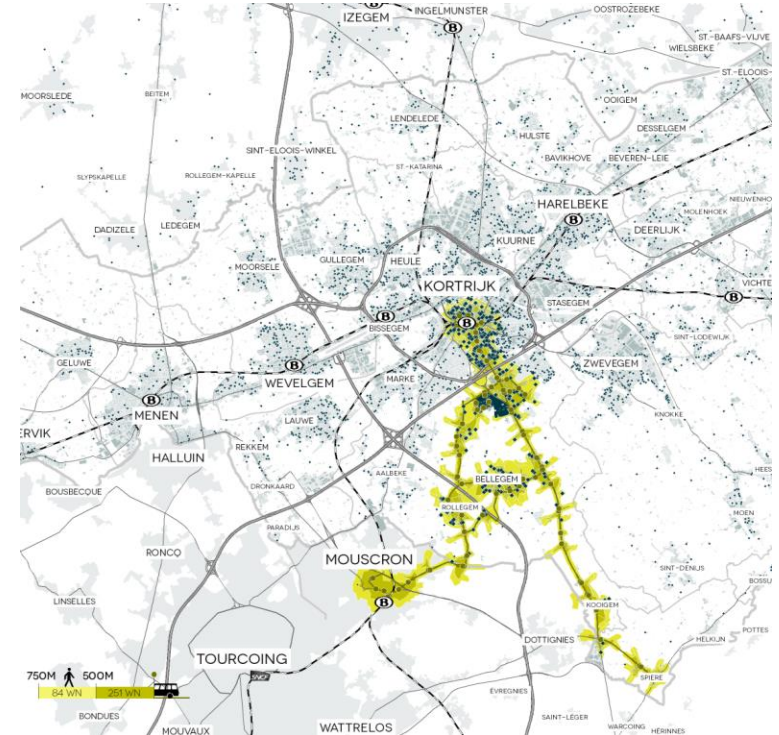 INGELMUNSTER
IZEGEM
OOSTROZEBEKE
ST.-BAAFS-VIJVE
WIELSBEKE
ST.-ELOOIS-
MOORSLEDE
BEITEM
OOIGEM
LENDELEDE
DESSELGEM
HULSTE
SINT-ELOOIS-WINKEL
BAVIKHOVE
BEVEREN-LEIE
ST.-KATARINA
SLYPSKAPELLE
ROLLEGEM-KAPELLE
HARELBEKE
NIEUWENHO
MOLENHOEK
DADIZELE
LEDEGEM
KUURNE
DEERLIJK
GULLEGEM
HEULE
MOORSELE
KORTRIJK
VICHTE
STASEGEM
BISSEGEM
SINT-LODEWIJK
GELUWE
WEVELGEM
MARKE
ZWEVEGEM
MENEN
KNOKKE
LAUWE
ERVIK
HALLUIN
REKKEM
AALBEKE
BELLEGEM
HEES
BOUSBECQUE
DRONKAARD
ROLLEGEM
MOEN
PARADIJS
RONCQ
MOUSCRON
SINT-DENIJS
BOSSU
LINSELLES
KOOIGEM
POTTES
DOTTIGNIES
HELKIJN
TOURCOING
SNCF
SPIERE
750M 500M
84 WN 251 WN
ÉVREGNIES
BONDUES
SAINT-LÉGER
WARCOING
HÉRINNES
MOUVAUX
WATTRELOS
B
B
B
B
B
B
B
B